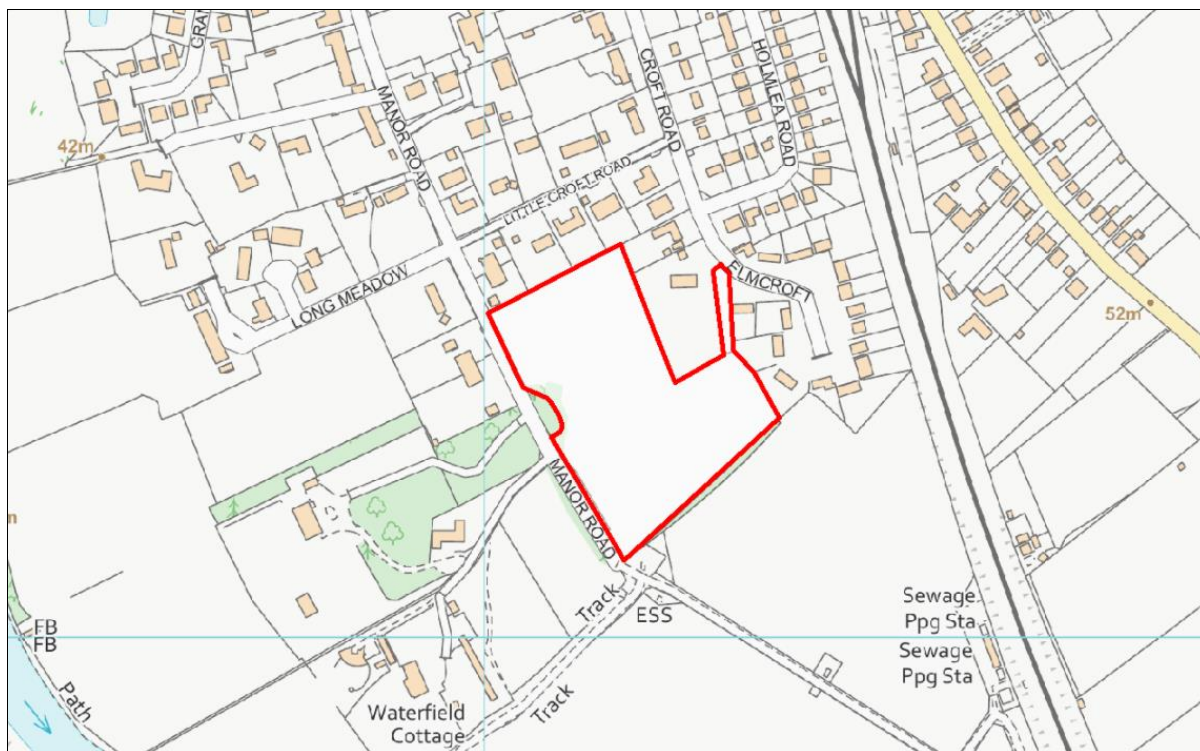 GRA
42m
MANOR ROAD
CROFT ROAD
HOLMLEA ROAD
LITTLE CROFT ROAD
LONG MEADOW
ELMCROFT
52m
m
MANOR ROAD
Track
ESS
Sewage
Ppg Sta
Sewage
Ppg Sta
FB
FB
Path
Track
Waterfield
Cottage